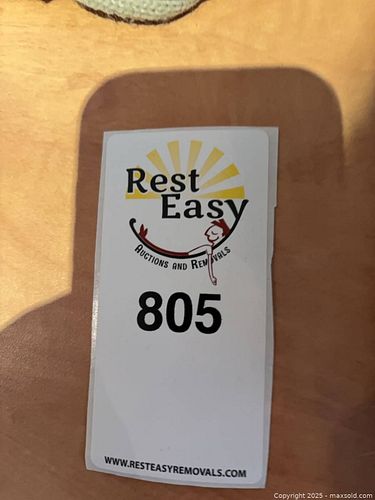 Rest
Easy
AUCTIONS AND REMOVALS
805
WWW.RESTEASYREMOVALS.COM
Copyright 2025 - maxsold.com